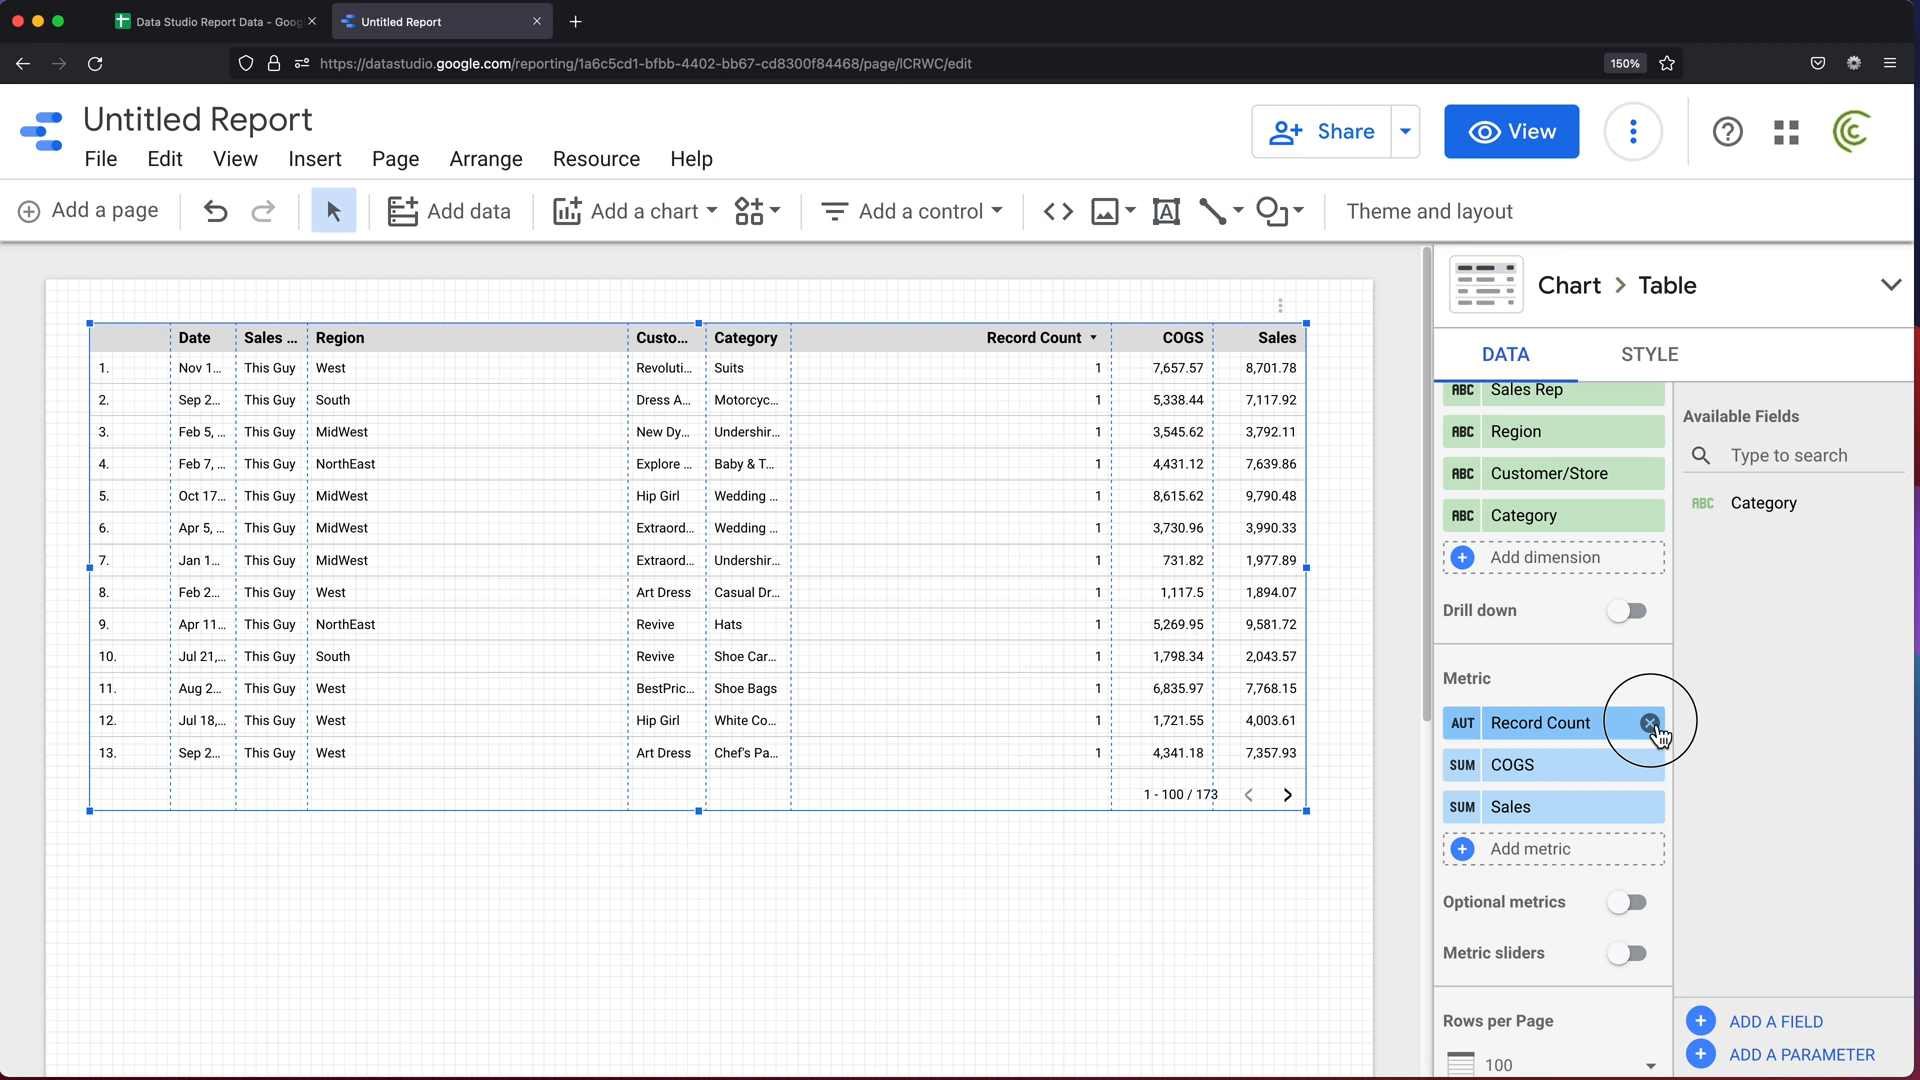 Data Studio Report Data - Goog
Untitled Report
https://datastudio.google.com/reporting/1a6c5cd1-bfbb-4402-bb67-cd8300f84468/page/lCRWC/edit
150%
Untitled Report
File Edit View Insert Page Arrange Resource Help
Share
View
Add a page
Add data
Add a chart
Add a control
Theme and layout
Date Sales ... Region Custo... Category Record Count COGS Sales
1. Nov 1... This Guy West Revoluti... Suits 1 7,657.57 8,701.78
2. Sep 2... This Guy South Dress A... Motorcyc... 1 5,338.44 7,117.92
3. Feb 5, ... This Guy MidWest New Dy... Undershir... 1 3,545.62 3,792.11
4. Feb 7, ... This Guy NorthEast Explore ... Baby & T... 1 4,431.12 7,639.86
5. Oct 17... This Guy MidWest Hip Girl Wedding ... 1 8,615.62 9,790.48
6. Apr 5, ... This Guy MidWest Extraord... Wedding ... 1 3,730.96 3,990.33
7. Jan 1... This Guy MidWest Extraord... Undershir... 1 731.82 1,977.89
8. Feb 2... This Guy West Art Dress Casual Dr... 1 1,117.5 1,894.07
9. Apr 11... This Guy NorthEast Revive Hats 1 5,269.95 9,581.72
10. Jul 21,... This Guy South Revive Shoe Car... 1 1,798.34 2,043.57
11. Aug 2... This Guy West BestPric... Shoe Bags 1 6,835.97 7,768.15
12. Jul 18,... This Guy West Hip Girl White Co... 1 1,721.55 4,003.61
13. Sep 2... This Guy West Art Dress Chef's Pa... 1 4,341.18 7,357.93
1 - 100 / 173
Chart > Table
DATA STYLE
ABC Sales Rep
ABC Region
ABC Customer/Store
ABC Category
Add dimension
Drill down
Metric
AUT Record Count
SUM COGS
SUM Sales
Add metric
Optional metrics
Metric sliders
Rows per Page
100
Available Fields
Type to search
ABC Category
ADD A FIELD
ADD A PARAMETER